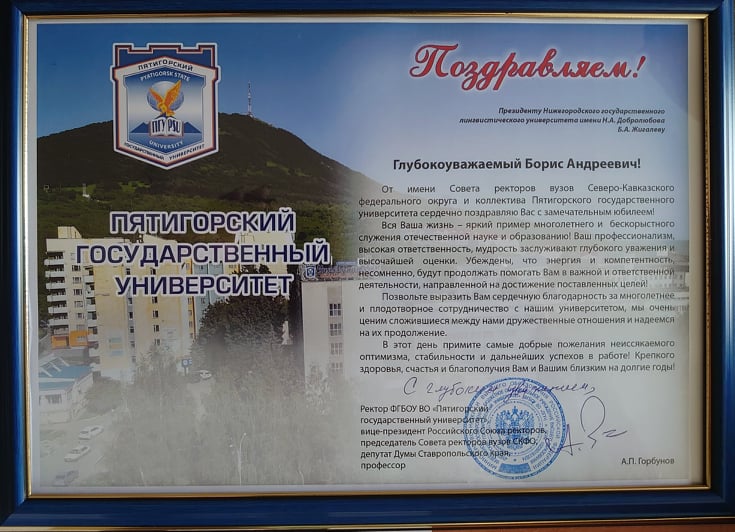 ПЯТИГОРСКИЙ
PYATIGORSK STATE
ПГУ PSU
UNIVERSITY
ГОСУДАРСТВЕННЫЙ УНИВЕРСИТЕТ
ПЯТИГОРСКИЙ
ГОСУДАРСТВЕННЫЙ
УНИВЕРСИТЕТ
Поздравляем!
Президенту Нижегородского государственного
лингвистического университета имени Н.А. Добролюбова
Б.А. Жигалеву
Глубокоуважаемый Борис Андреевич!
От имени Совета ректоров вузов Северо-Кавказского
федерального округа и коллектива Пятигорского государственного
университета сердечно поздравляю Вас с замечательным юбилеем!
Вся Ваша жизнь – яркий пример многолетнего и бескорыстного
служения отечественной науке и образованию! Ваш профессионализм,
высокая ответственность, мудрость заслуживают глубокого уважения и
высочайшей оценки. Убеждены, что энергия и компетентность,
несомненно, будут продолжать помогать Вам в важной и ответственной
деятельности, направленной на достижение поставленных целей!
Позвольте выразить Вам сердечную благодарность за многолетнее
и плодотворное сотрудничество с нашим университетом, мы очень
ценим сложившиеся между нами дружественные отношения и надеемся
на их продолжение.
В этот день примите самые добрые пожелания неиссякаемого
оптимизма, стабильности и дальнейших успехов в работе! Крепкого
здоровья, счастья и благополучия Вам и Вашим близким на долгие годы!
С глубоким уважением,
Ректор ФГБОУ ВО «Пятигорский
государственный университет»,
вице-президент Российского Союза ректоров,
председатель Совета ректоров вузов СКФО,
депутат Думы Ставропольского края,
профессор
А.П. Горбунов